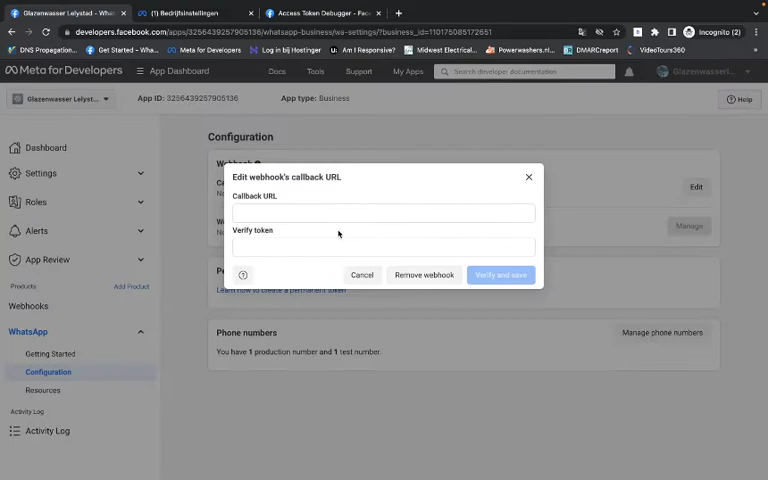 Glazenwasser Lelystad – What
(1) Bedrijfsinstellingen
Access Token Debugger - Face
developers.facebook.com/apps/3256439257905136/whatsapp-business/wa-settings/?business_id=110175085172651
Incognito (2)
DNS Propagation...
Get Started - Wha...
Meta for Developers
Log in bij Hostinger
Am I Responsive?
Midwest Electrical...
Powerwashers.nl...
DMARCreport
VideoTours360
Meta for Developers
App Dashboard
Docs
Tools
Support
My Apps
Search developer documentation
Glazenwasseri...
Glazenwasser Lelyst...
App ID: 3256439257905136
App type: Business
Help
Dashboard
Settings
Roles
Alerts
App Review
Products
Add Product
Webhooks
WhatsApp
Getting Started
Configuration
Resources
Activity Log
Activity Log
Configuration
Edit
Manage
Edit webhook's callback URL
Callback URL
Verify token
Cancel
Remove webhook
Verify and save
Learn how to create a permanent token
Phone numbers
Manage phone numbers
You have 1 production number and 1 test number.